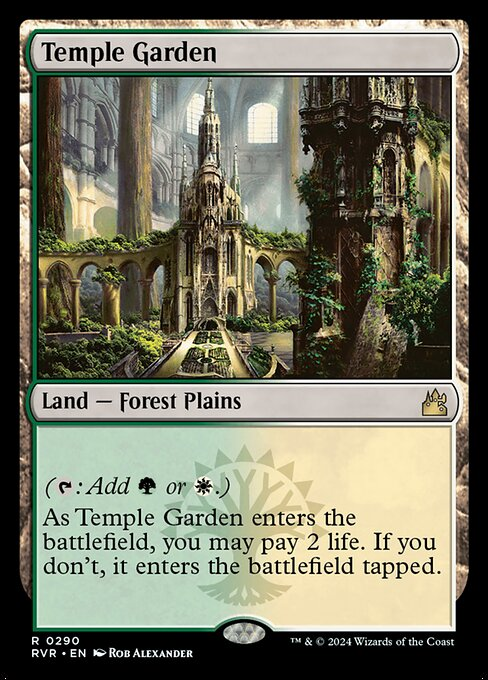 Temple Garden
Land — Forest Plains
(: Add or .)
As Temple Garden enters the
battlefield, you may pay 2 life. If you
don't, it enters the battlefield tapped.
R 0290
RVR • EN Rob Alexander
™ & © 2024 Wizards of the Coast